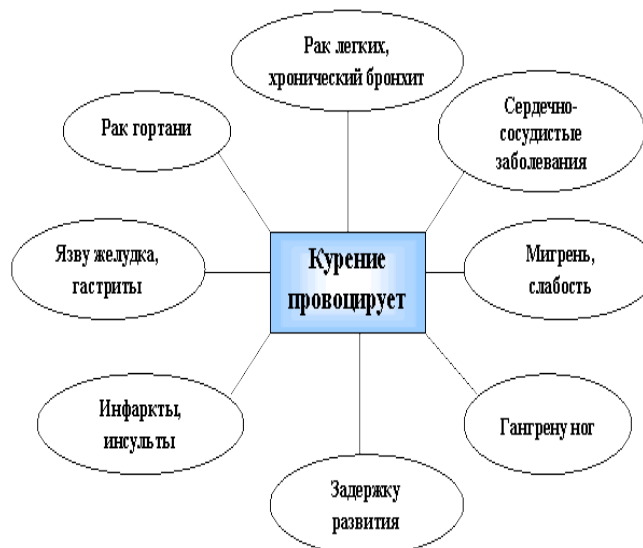 Рак легких,
хронический бронхит
Сердечно-
сосудистые
заболевания
Рак гортани
Язву желудка,
гастриты
Курение
провоцирует
Мигрень,
слабость
Инфаркты,
инсульты
Гангрену ног
Задержку
развития